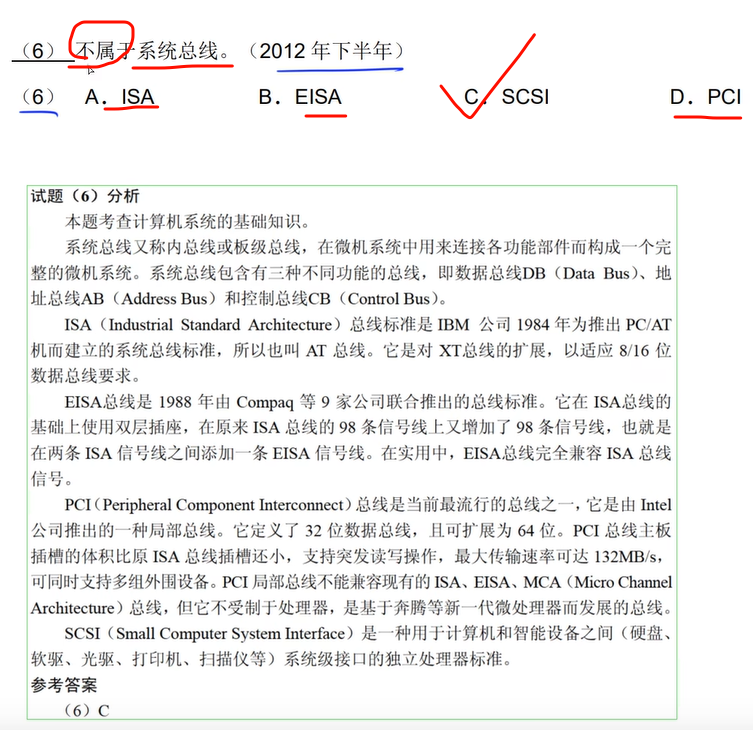 （6） 不属于系统总线。（2012 年下半年）
（6） A．ISA B．EISA C．SCSI D．PCI
试题（6）分析
本题考查计算机系统的基础知识。
系统总线又称内总线或板级总线，在微机系统中用来连接各功能部件而构成一个完
整的微机系统。系统总线包含有三种不同功能的总线，即数据总线DB（Data Bus）、地
址总线AB（Address Bus）和控制总线CB（Control Bus）。
ISA（Industrial Standard Architecture）总线标准是 IBM 公司 1984 年为推出 PC/AT
机而建立的系统总线标准，所以也叫 AT 总线。它是对 XT总线的扩展，以适应 8/16 位
数据总线要求。
EISA总线是 1988 年由 Compaq 等 9 家公司联合推出的总线标准。它在 ISA总线的
基础上使用双层插座，在原来 ISA 总线的 98 条信号线上又增加了 98 条信号线，也就是
在两条 ISA 信号线之间添加一条 EISA 信号线。在实用中，EISA总线完全兼容 ISA 总线
信号。
PCI（Peripheral Component Interconnect）总线是当前最流行的总线之一，它是由 Intel
公司推出的一种局部总线。它定义了 32 位数据总线，且可扩展为 64 位。PCI 总线主板
插槽的体积比原 ISA 总线插槽还小，支持突发读写操作，最大传输速率可达 132MB/s，
可同时支持多组外围设备。PCI 局部总线不能兼容现有的 ISA、EISA、MCA（Micro Channel
Architecture）总线，但它不受制于处理器，是基于奔腾等新一代微处理器而发展的总线。
SCSI（Small Computer System Interface）是一种用于计算机和智能设备之间（硬盘、
软驱、光驱、打印机、扫描仪等）系统级接口的独立处理器标准。
参考答案
（6）C